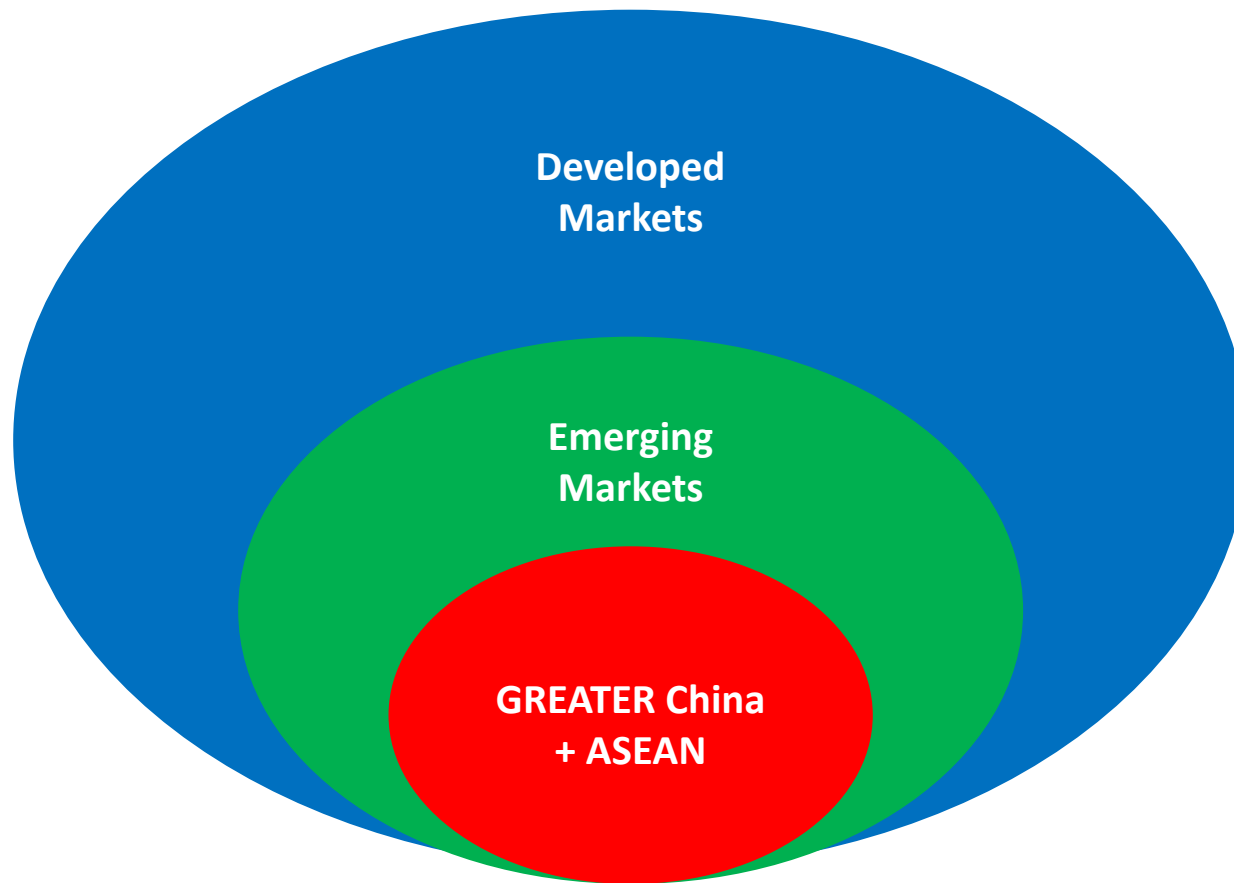 Developed
Markets
Emerging
Markets
GREATER China
+ ASEAN